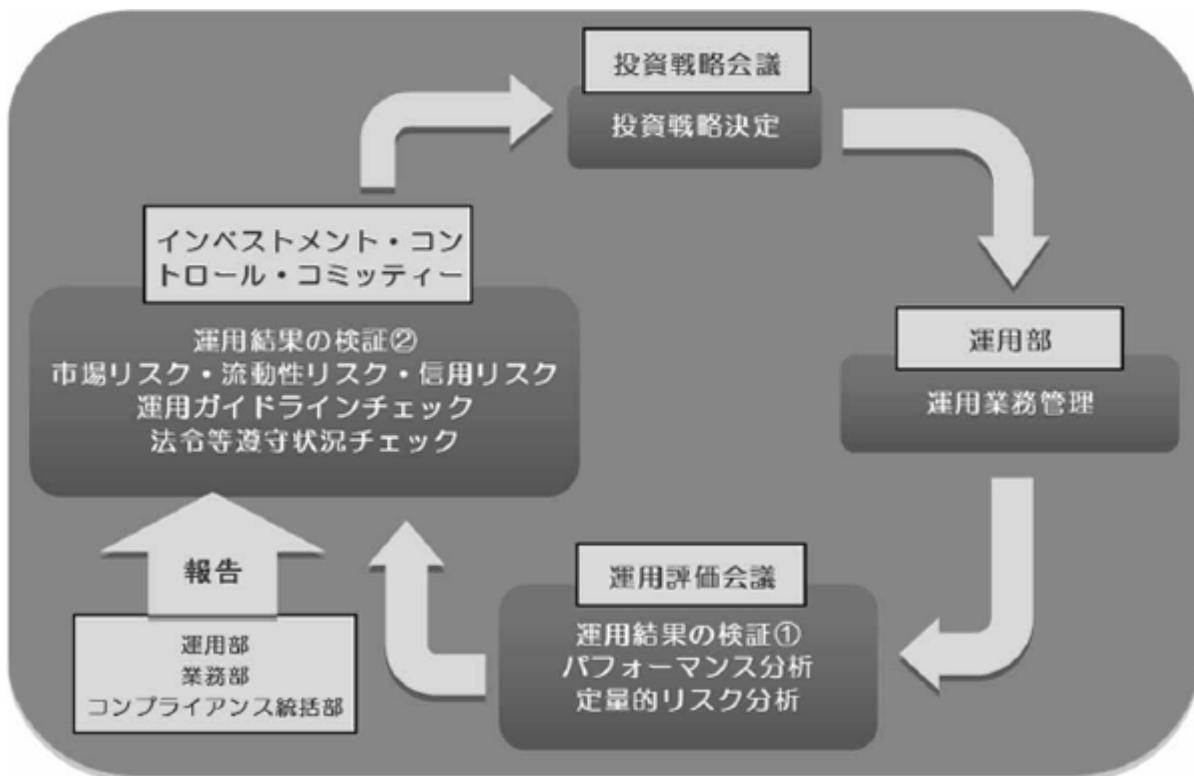 投資戦略会議
投資戦略決定
インベストメント・コン
トロール・コミッティー
運用結果の検証②
市場リスク・流動性リスク・信用リスク
運用ガイドラインチェック
法令等遵守状況チェック
運用部
運用業務管理
報告
運用部
業務部
コンプライアンス統括部
運用評価会議
運用結果の検証①
パフォーマンス分析
定量的リスク分析